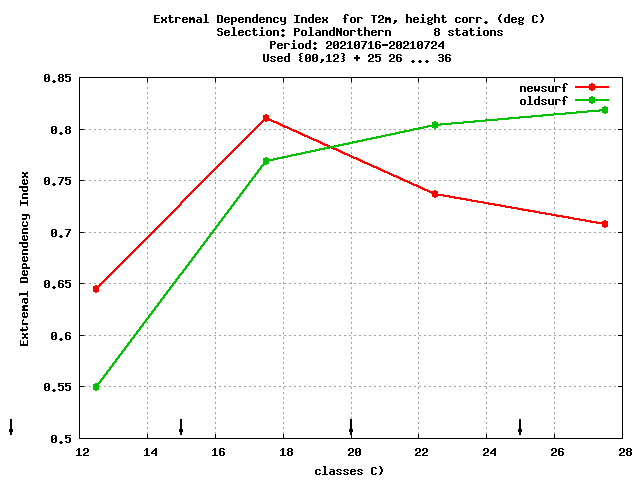 Extremal Dependency Index  for T2m, height corr. (deg C)
Selection: PolandNorthern      8 stations
Period: 20210716-20210724
Used {00,12} + 25 26 ... 36
newsurf
oldsurf
0.85
0.8
0.75
0.7
0.65
0.6
0.55
0.5
Extremal Dependency Index
12 14 16 18 20 22 24 26 28
classes C)